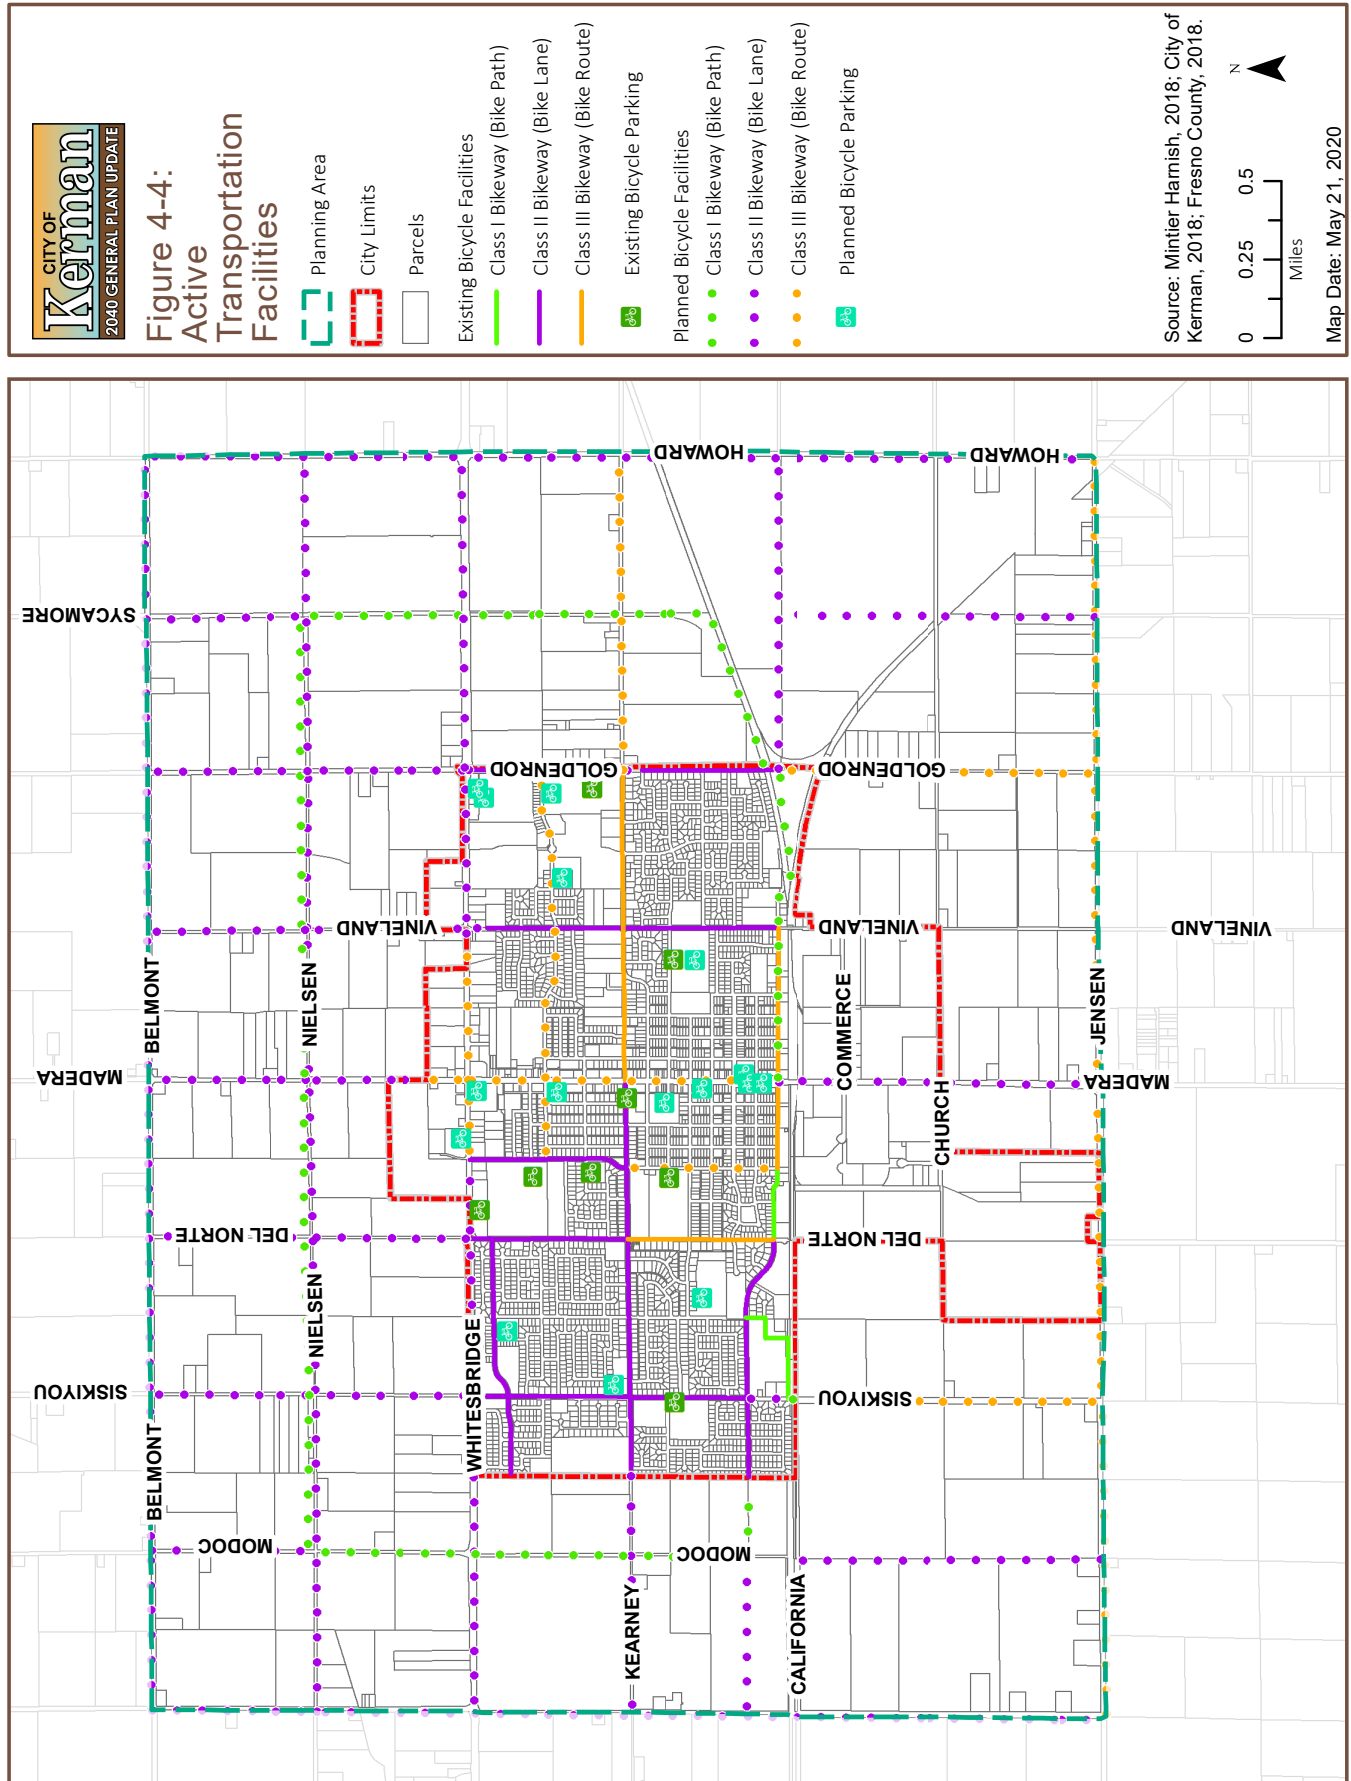 CITY OF
Kerman
2040 GENERAL PLAN UPDATE
Figure 4-4:
Active
Transportation
Facilities
Planning Area
City Limits
Parcels
Existing Bicycle Facilities
Class I Bikeway (Bike Path)
Class II Bikeway (Bike Lane)
Class III Bikeway (Bike Route)
Existing Bicycle Parking
Planned Bicycle Facilities
Class I Bikeway (Bike Path)
Class II Bikeway (Bike Lane)
Class III Bikeway (Bike Route)
Planned Bicycle Parking
Source: Mintier Harnish, 2018; City of
Kerman, 2018; Fresno County, 2018.
N
0 0.25 0.5
Miles
Map Date: May 21, 2020
SYCAMORE
MADERA
SISKIYOU
BELMONT
BELMONT
MODOC
DEL NORTE
NIELSEN
NIELSEN
VINELAND
WHITESBRIDGE
GOLDENROD
KEARNEY
HOWARD
MODOC
CALIFORNIA
SISKIYOU
DEL NORTE
COMMERCE
VINELAND
GOLDENROD
CHURCH
HOWARD
JENSEN
MADERA
VINELAND